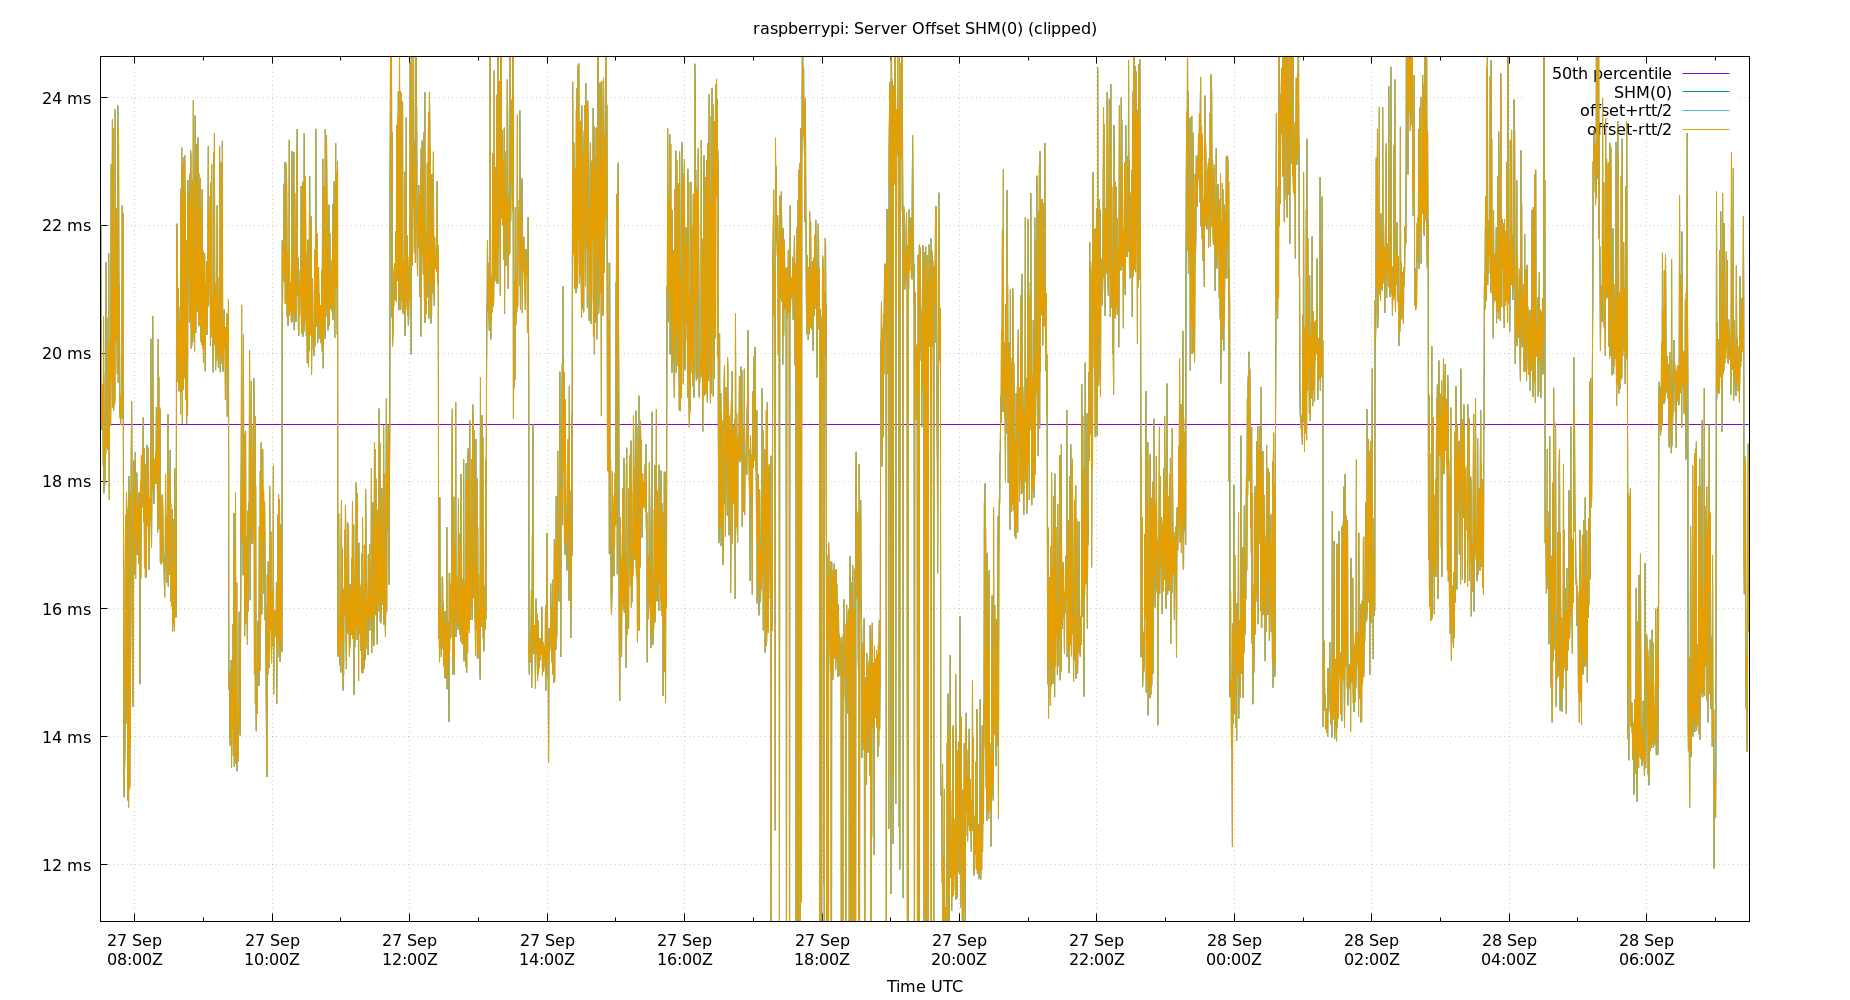 raspberrypi: Server Offset SHM(0) (clipped)
50th percentile
SHM(0)
offset+rtt/2
offset-rtt/2
24 ms
22 ms
20 ms
18 ms
16 ms
14 ms
12 ms
27 Sep 27 Sep 27 Sep 27 Sep 27 Sep 27 Sep 27 Sep 27 Sep 28 Sep 28 Sep 28 Sep 28 Sep
08:00Z 10:00Z 12:00Z 14:00Z 16:00Z 18:00Z 20:00Z 22:00Z 00:00Z 02:00Z 04:00Z 06:00Z
Time UTC